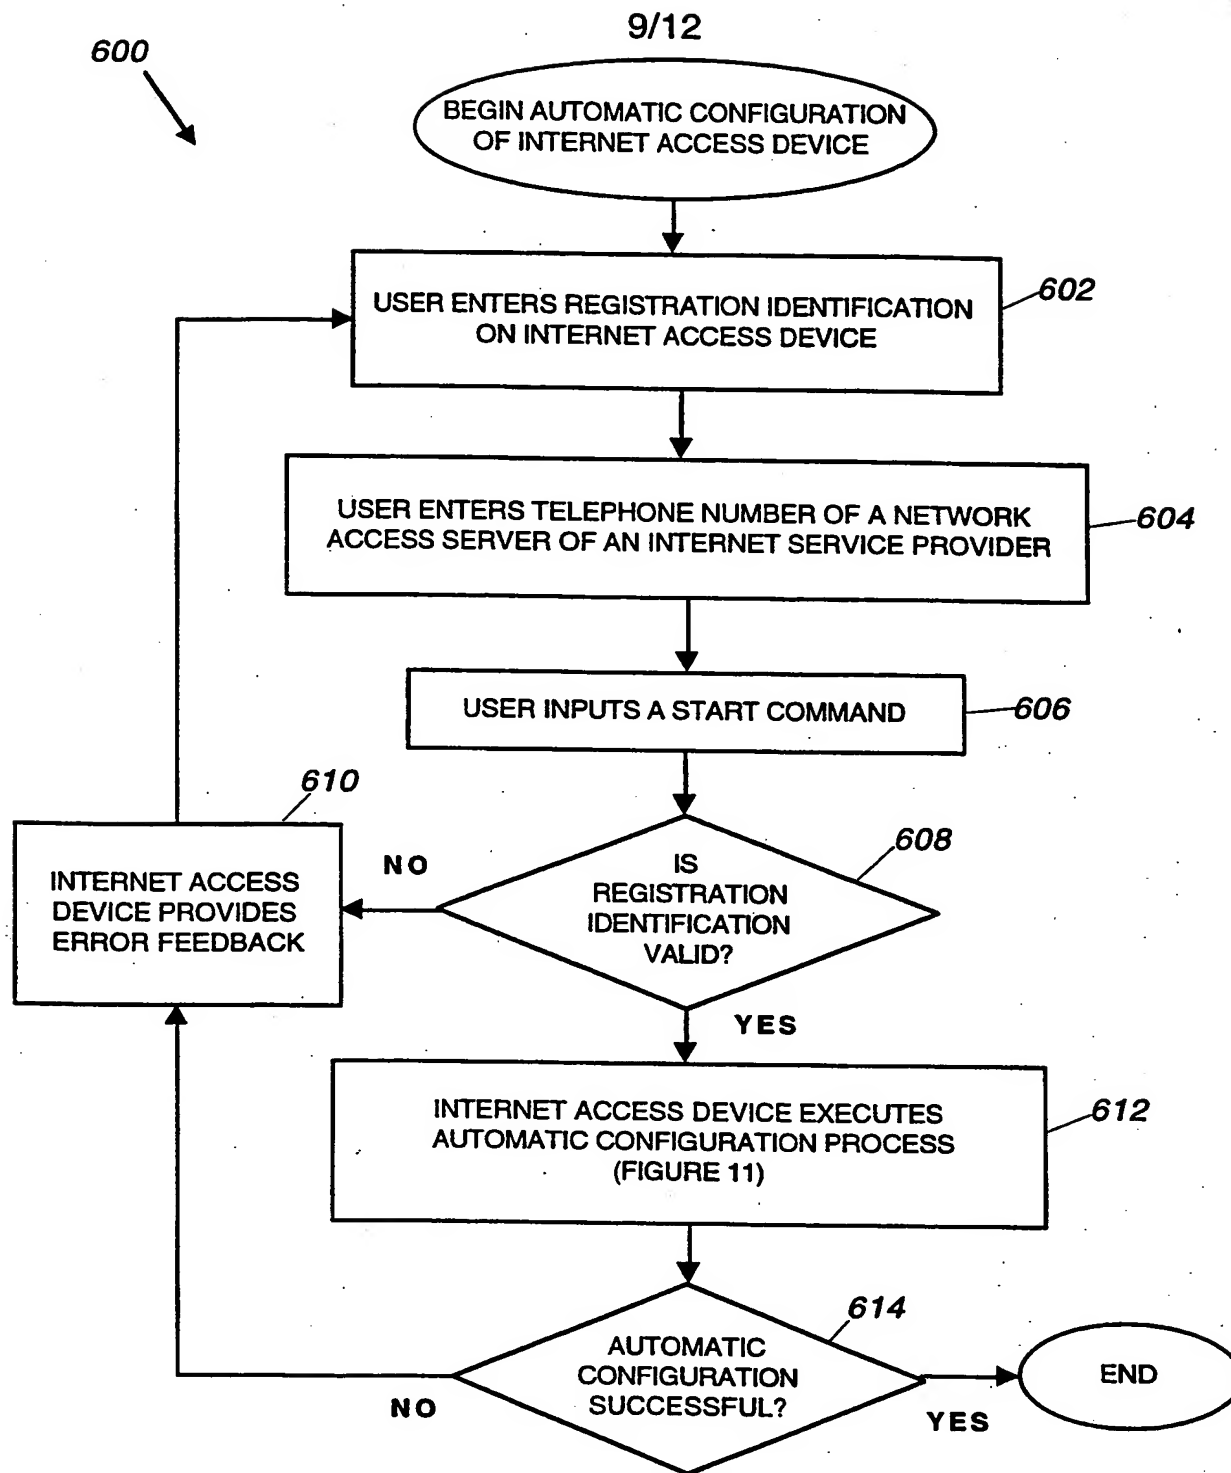 9/12
600
BEGIN AUTOMATIC CONFIGURATION
OF INTERNET ACCESS DEVICE
USER ENTERS REGISTRATION IDENTIFICATION
ON INTERNET ACCESS DEVICE
602
USER ENTERS TELEPHONE NUMBER OF A NETWORK
ACCESS SERVER OF AN INTERNET SERVICE PROVIDER
604
USER INPUTS A START COMMAND
606
610
INTERNET ACCESS
DEVICE PROVIDES
ERROR FEEDBACK
NO
IS
REGISTRATION
IDENTIFICATION
VALID?
608
YES
INTERNET ACCESS DEVICE EXECUTES
AUTOMATIC CONFIGURATION PROCESS
(FIGURE 11)
612
AUTOMATIC
CONFIGURATION
SUCCESSFUL?
614
NO
YES
END